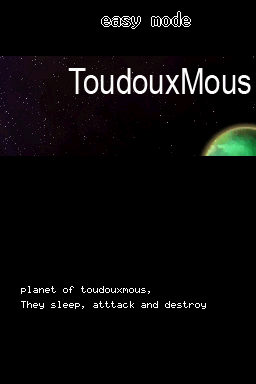 easy mode
ToudouxMous
planet of toudouxmous,
They sleep, atttack and destroy